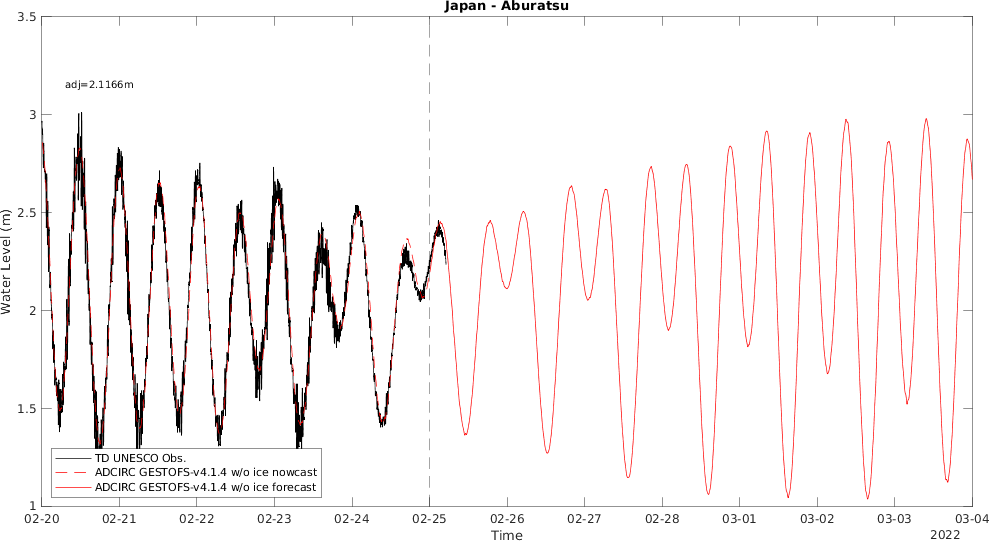 Japan - Aburatsu
3.5
adj=2.1166m
3
2.5
Water Level (m)
2
1.5
TD UNESCO Obs.
ADCIRC GESTOFS-v4.1.4 w/o ice nowcast
ADCIRC GESTOFS-v4.1.4 w/o ice forecast
1
02-20 02-21 02-22 02-23 02-24 02-25 02-26 02-27 02-28 03-01 03-02 03-03 03-04
Time
2022